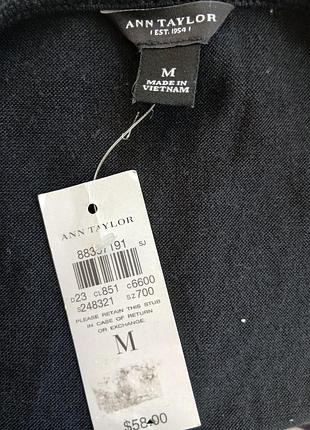 ANN TAYLOR
| EST. 1954 |
M
MADE IN
VIETNAM
ANN TAYLOR
88337191 SJ
D23 CL851 C6600
S248321 SZ700
PLEASE RETAIN THIS STUB
IN CASE OF RETURN
OR EXCHANGE.
M
$58.00